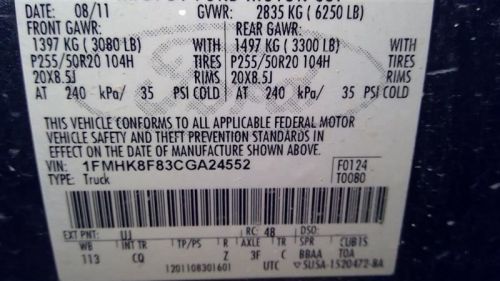 DATE: 08/11 GVWR: 2835 KG ( 6250 LB)
FRONT GAWR: REAR GAWR:
1397 KG ( 3080 LB) WITH 1497 KG ( 3300 LB) WITH
P255/50R20 104H TIRES P255/50R20 104H TIRES
20X8.5J RIMS 20X8.5J RIMS
AT 240 kPa/ 35 PSI COLD AT 240 kPa/ 35 PSI COLD
THIS VEHICLE CONFORMS TO ALL APPLICABLE FEDERAL MOTOR
VEHICLE SAFETY AND THEFT PREVENTION STANDARDS IN
EFFECT ON THE DATE OF MANUFACTURE SHOWN ABOVE.
VIN: 1FMHK8F83CGA24552 F0124
TYPE: Truck T0080
EXT PNT: UJ RC: 48 DSO:
WB INT TR TP/PS R AXLE TR SPR
113 CQ Z 3F C BBAA TOA
1201108301601 UTC